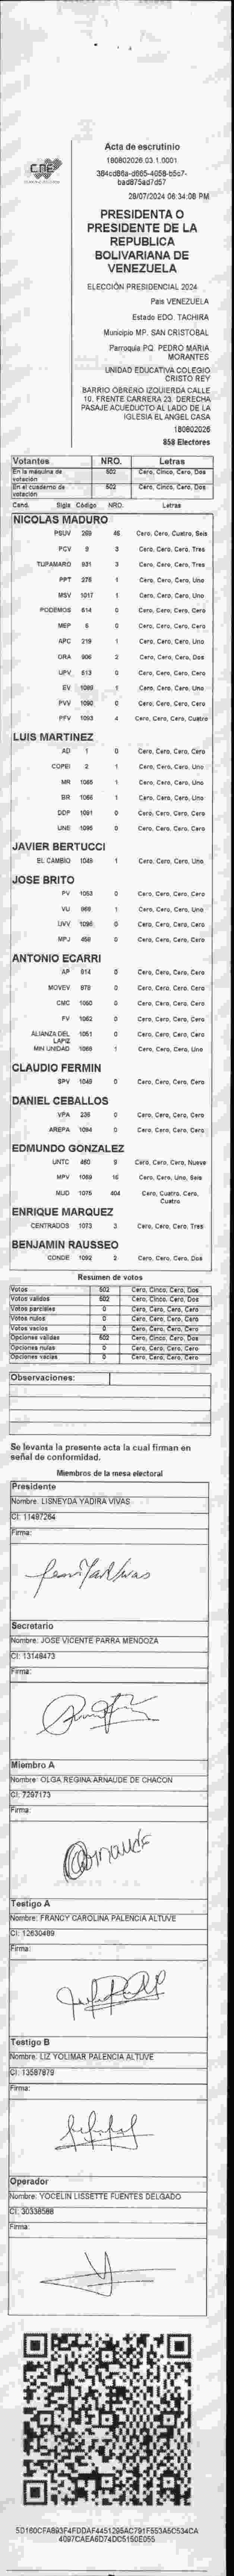 CNE
Acta de escrutinio
180802026.03.1.0001
28/07/2024 06:34:08 PM
PRESIDENTA O
PRESIDENTE DE LA
REPUBLICA
BOLIVARIANA DE
VENEZUELA
ELECCIÓN PRESIDENCIAL 2024
Pais VENEZUELA
Estado EDO. TACHIRA
Municipio MP. SAN CRISTOBAL
Parroquia PQ. PEDRO MARIA
MORANTES
UNIDAD EDUCATIVA COLEGIO
CRISTO REY
BARRIO OBRERO IZQUIERDA CALLE
10. FRENTE CARRERA 23. DERECHA
PASAJE ACUEDUCTO AL LADO DE LA
IGLESIA EL ANGEL CASA
180802026
858 Electores
Votantes NRO. Letras
En la máquina de votación 502 Cero, Cinco, Cero, Dos
En el cuaderno de votación 502 Cero, Cinco, Cero, Dos
Cand. Sigla Código NRO. Letras
NICOLAS MADURO
PSUV 269 46 Cero, Cero, Cuatro, Seis
PCV 9 3 Cero, Cero, Cero, Tres
TUPAMARO 931 3 Cero, Cero, Cero, Tres
PPT 278 1 Cero, Cero, Cero, Uno
MSV 1017 1 Cero, Cero, Cero, Uno
PODEMOS 614 0 Cero, Cero, Cero, Cero
MEP 5 0 Cero, Cero, Cero, Cero
APC 219 1 Cero, Cero, Cero, Uno
ORA 906 2 Cero, Cero, Cero, Dos
UPV 513 0 Cero, Cero, Cero, Cero
EV 1089 1 Cero, Cero, Cero, Uno
PVV 1090 0 Cero, Cero, Cero, Cero
PFV 1093 4 Cero, Cero, Cero, Cuatro
LUIS MARTINEZ
AD 1 0 Cero, Cero, Cero, Cero
COPEI 2 1 Cero, Cero, Cero, Uno
MR 1065 1 Cero, Cero, Cero, Uno
BR 1066 1 Cero, Cero, Cero, Uno
DDP 1091 0 Cero, Cero, Cero, Cero
UNE 1095 0 Cero, Cero, Cero, Cero
JAVIER BERTUCCI
EL CAMBIO 1048 1 Cero, Cero, Cero, Uno
JOSE BRITO
PV 1053 0 Cero, Cero, Cero, Cero
VU 969 1 Cero, Cero, Cero, Uno
UVV 1096 0 Cero, Cero, Cero, Cero
MPJ 458 0 Cero, Cero, Cero, Cero
ANTONIO ECARRI
AP 914 0 Cero, Cero, Cero, Cero
MOVEV 979 0 Cero, Cero, Cero, Cero
CMC 1050 0 Cero, Cero, Cero, Cero
FV 1052 0 Cero, Cero, Cero, Cero
ALIANZA DEL LAPIZ 1051 0 Cero, Cero, Cero, Cero
MIN UNIDAD 1068 1 Cero, Cero, Cero, Uno
CLAUDIO FERMIN
SPV 1049 0 Cero, Cero, Cero, Cero
DANIEL CEBALLOS
VPA 236 0 Cero, Cero, Cero, Cero
AREPA 1094 0 Cero, Cero, Cero, Cero
EDMUNDO GONZALEZ
UNTC 460 9 Cero, Cero, Cero, Nueve
MPV 1069 16 Cero, Cero, Uno, Seis
MUD 1075 404 Cero, Cuatro, Cero, Cuatro
ENRIQUE MARQUEZ
CENTRADOS 1073 3 Cero, Cero, Cero, Tres
BENJAMIN RAUSSEO
CONDE 1092 2 Cero, Cero, Cero, Dos
Resumen de votos
Votos 502 Cero, Cinco, Cero, Dos
Votos validos 502 Cero, Cinco, Cero, Dos
Votos parciales 0 Cero, Cero, Cero, Cero
Votos nulos 0 Cero, Cero, Cero, Cero
Votos vacios 0 Cero, Cero, Cero, Cero
Opciones validas 502 Cero, Cinco, Cero, Dos
Opciones nulas 0 Cero, Cero, Cero, Cero
Opciones vacias 0 Cero, Cero, Cero, Cero
Observaciones:
Se levanta la presente acta la cual firman en
señal de conformidad.
Miembros de la mesa electoral
Presidente
Nombre: LISNEYDA YADIRA VIVAS
CI: 11497264
Firma:
Secretario
Nombre: JOSE VICENTE PARRA MENDOZA
CI: 13149473
Firma:
Miembro A
Nombre: OLGA REGINA ARNAUDE DE CHACON
CI: 7297173
Firma:
Testigo A
Nombre: FRANCY CAROLINA PALENCIA ALTUVE
CI: 12630489
Firma:
Testigo B
Nombre: LIZ YOLIMAR PALENCIA ALTUVE
CI: 13587879
Firma:
Operador
Nombre: YOCELIN LISSETTE FUENTES DELGADO
CI: 30338588
Firma: